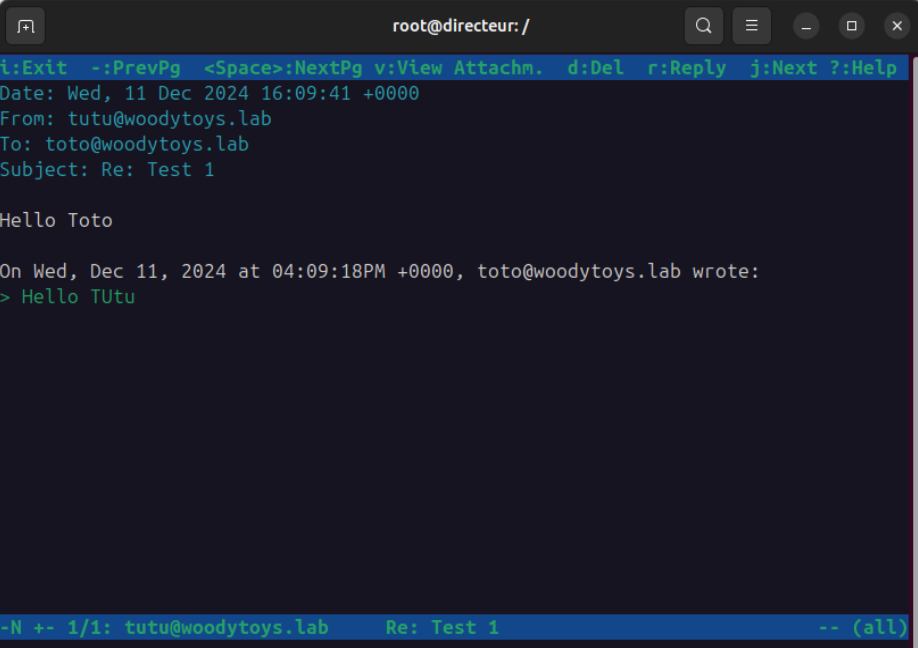 root@directeur: /
i:Exit -:PrevPg <Space>:NextPg v:View Attachm. d:Del r:Reply j:Next ?:Help
Date: Wed, 11 Dec 2024 16:09:41 +0000
From: tutu@woodytoys.lab
To: toto@woodytoys.lab
Subject: Re: Test 1
Hello Toto
On Wed, Dec 11, 2024 at 04:09:18PM +0000, toto@woodytoys.lab wrote:
> Hello TUtu
-N +- 1/1: tutu@woodytoys.lab Re: Test 1 -- (all)